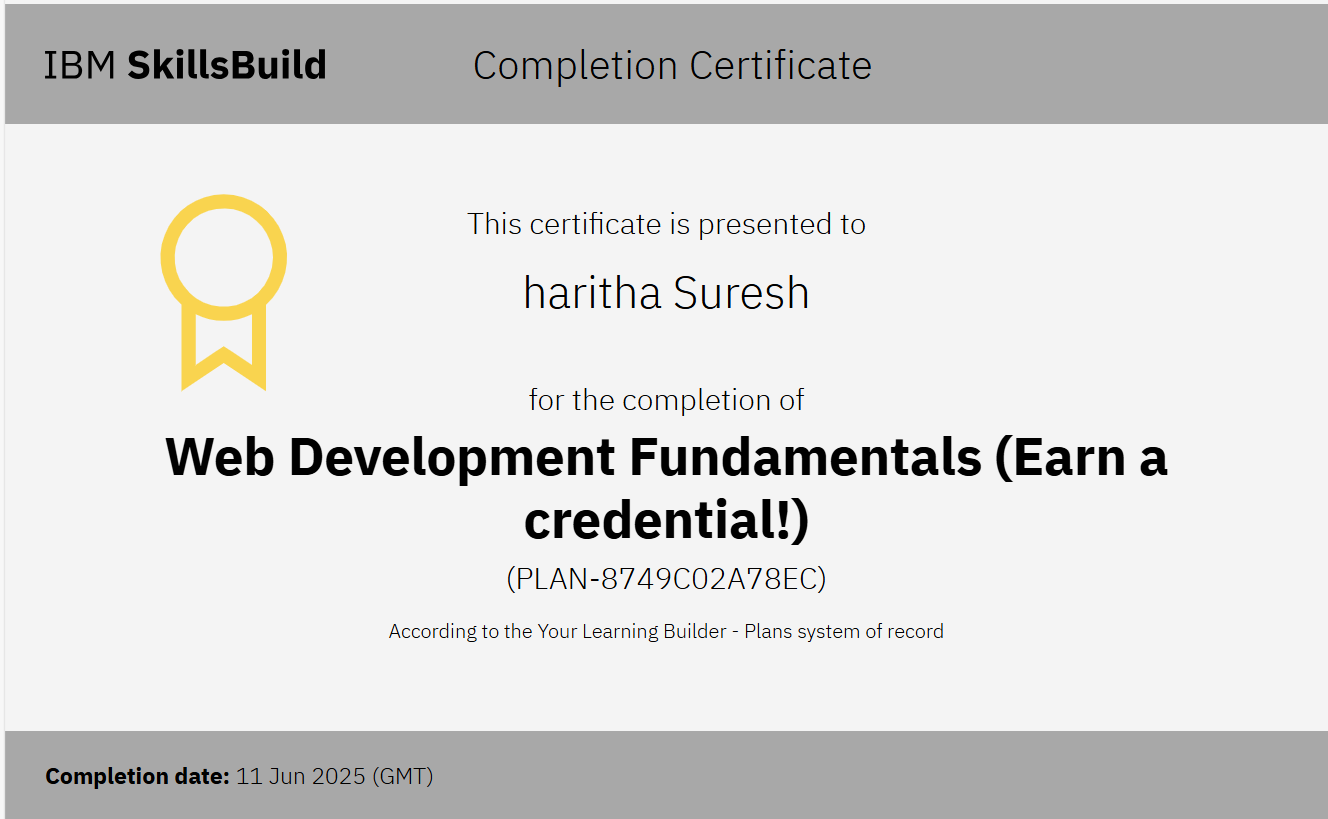 IBM SkillsBuild
Completion Certificate
This certificate is presented to
haritha Suresh
for the completion of
Web Development Fundamentals (Earn a
credential!)
(PLAN-8749C02A78EC)
According to the Your Learning Builder - Plans system of record
Completion date: 11 Jun 2025 (GMT)